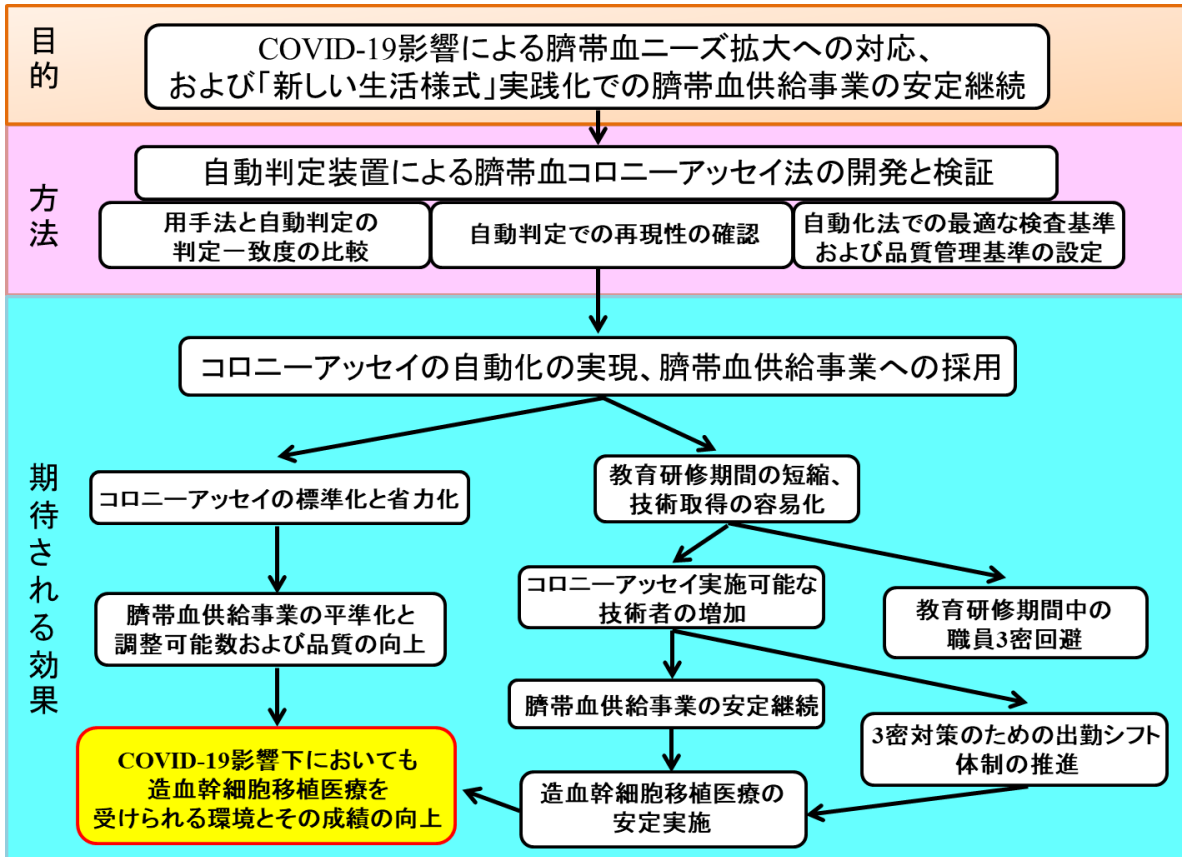 目的
COVID-19影響による臍帯血ニーズ拡大への対応、
および「新しい生活様式」実践化での臍帯血供給事業の安定継続
方法
自動判定装置による臍帯血コロニーアッセイ法の開発と検証
用手法と自動判定の
判定一致度の比較
自動判定での再現性の確認
自動化法での最適な検査基準
および品質管理基準の設定
期待される効果
コロニーアッセイの自動化の実現、臍帯血供給事業への採用
コロニーアッセイの標準化と省力化
教育研修期間の短縮、
技術取得の容易化
臍帯血供給事業の平準化と
調整可能数および品質の向上
コロニーアッセイ実施可能な
技術者の増加
教育研修期間中の
職員3密回避
臍帯血供給事業の安定継続
3密対策のための出勤シフト
体制の推進
COVID-19影響下においても
造血幹細胞移植医療を
受けられる環境とその成績の向上
造血幹細胞移植医療の
安定実施